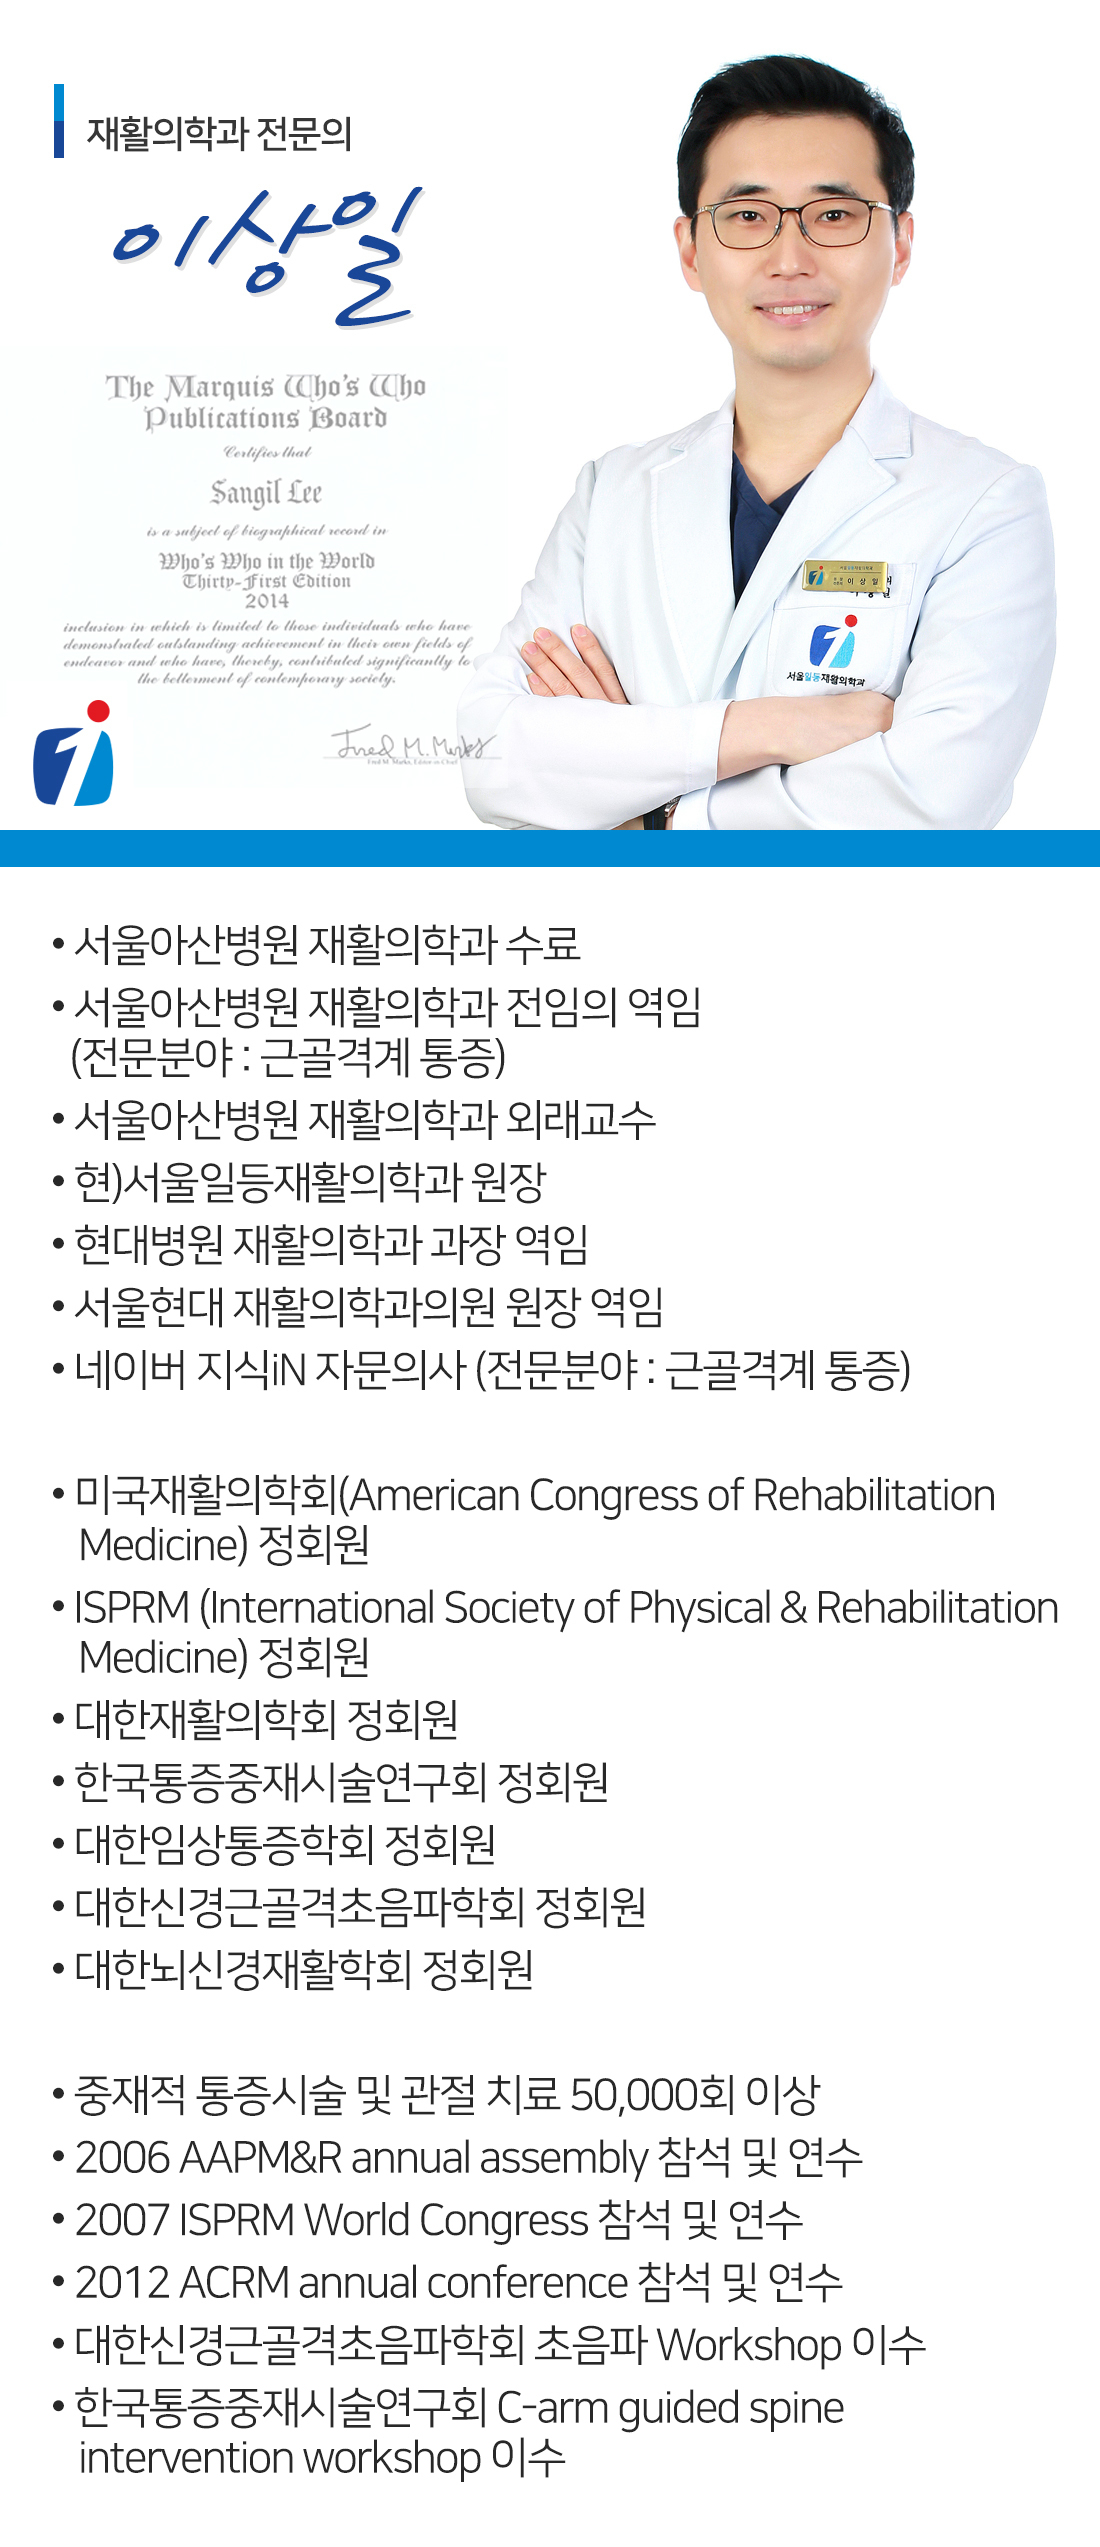 재활의학과 전문의
이상일
The Marquis Who's Who
Publications Board
Certifies that
Sangil Lee
is a subject of biographical record in
Who's Who in the World
Thirty-First Edition
2014
inclusion in which is limited to those individuals who have
demonstrated outstanding achievement in their own fields of
endeavor and who have, thereby, contributed significantly to
the betterment of contemporary society.
Fred M. Marks
Fred M. Marks, Editor-in-Chief
이 상 일
서울일등재활의학과
• 서울아산병원 재활의학과 수료
• 서울아산병원 재활의학과 전임의 역임
(전문분야 : 근골격계 통증)
• 서울아산병원 재활의학과 외래교수
• 현)서울일등재활의학과 원장
• 현대병원 재활의학과 과장 역임
• 서울현대 재활의학과의원 원장 역임
• 네이버 지식iN 자문의사 (전문분야 : 근골격계 통증)
• 미국재활의학회(American Congress of Rehabilitation
Medicine) 정회원
• ISPRM (International Society of Physical & Rehabilitation
Medicine) 정회원
• 대한재활의학회 정회원
• 한국통증중재시술연구회 정회원
• 대한임상통증학회 정회원
• 대한신경근골격초음파학회 정회원
• 대한뇌신경재활학회 정회원
• 중재적 통증시술 및 관절 치료 50,000회 이상
• 2006 AAPM&R annual assembly 참석 및 연수
• 2007 ISPRM World Congress 참석 및 연수
• 2012 ACRM annual conference 참석 및 연수
• 대한신경근골격초음파학회 초음파 Workshop 이수
• 한국통증중재시술연구회 C-arm guided spine
intervention workshop 이수